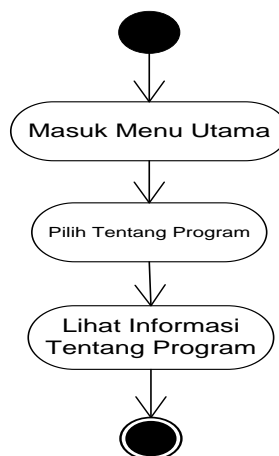 Masuk Menu Utama
Pilih Tentang Program
Lihat Informasi
Tentang Program